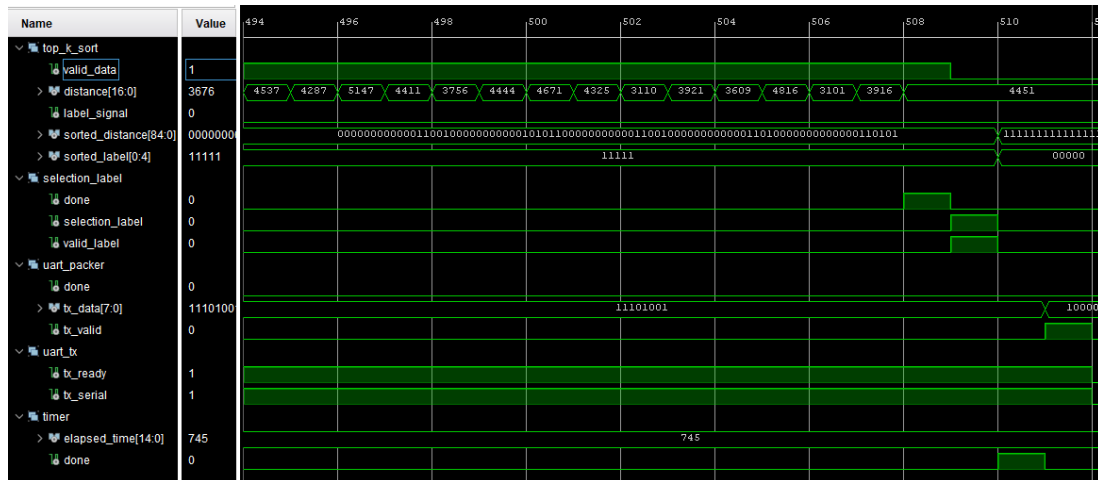 Name Value 494 496 498 500 502 504 506 508 510
top_k_sort
valid_data 1
distance[16:0] 3676 4537 4287 5147 4411 3756 4444 4671 4325 3110 3921 3609 4816 3101 3916 4451
label_signal 0
sorted_distance[84:0]
sorted_label[0:4] 11111 11111 00000
selection_label
done 0
selection_label 0
valid_label 0
uart_packer
done 0
tx_data[7:0] 1110100 11101001 10000
tx_valid 0
uart_tx
tx_ready 1
tx_serial 1
timer
elapsed_time[14:0] 745 745
done 0